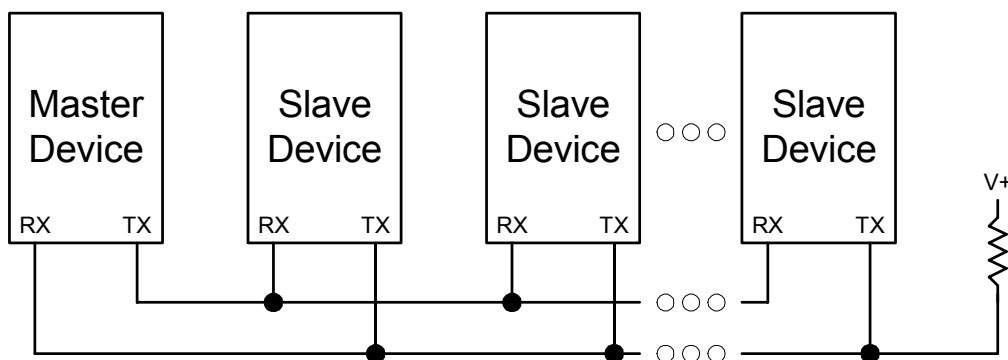 Master
Device
Slave
Device
Slave
Device
Slave
Device
RX TX
RX TX
RX TX
RX TX
V+